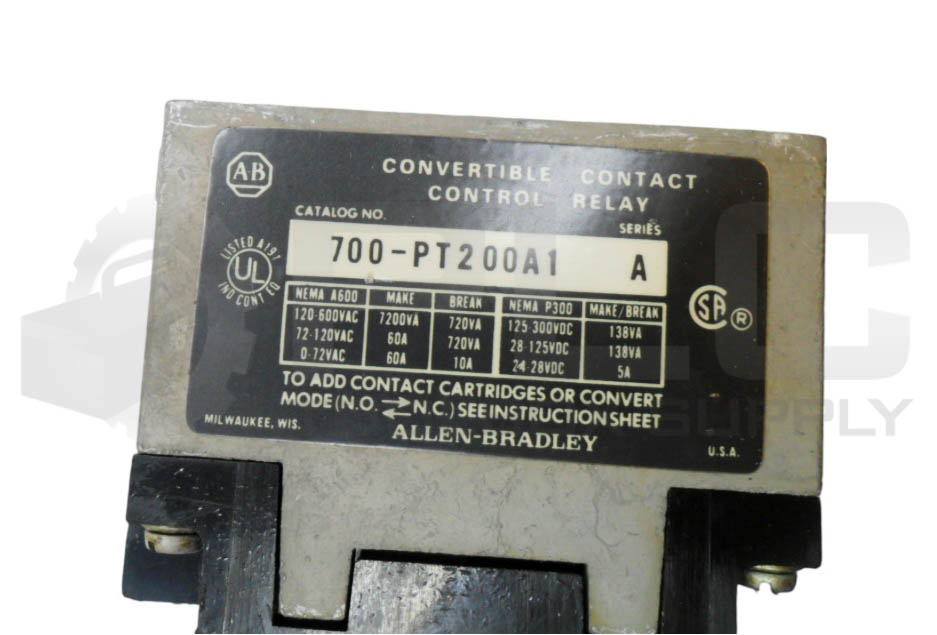 A-B
CONVERTIBLE CONTACT
CONTROL RELAY
CATALOG NO.
SERIES
700-PT200A1 A
LISTED A197
UL
IND CONT EQ
SA ®
NEMA A600 MAKE BREAK NEMA P300 MAKE/BREAK
120-600VAC 7200VA 720VA 125-300VDC 138VA
72-120VAC 60A 720VA 28-125VDC 138VA
0-72VAC 60A 10A 24-28VDC 5A
TO ADD CONTACT CARTRIDGES OR CONVERT
MODE (N.O. ⇄ N.C.) SEE INSTRUCTION SHEET
MILWAUKEE, WIS.
ALLEN-BRADLEY
U.S.A.
PLC
SUPPLY